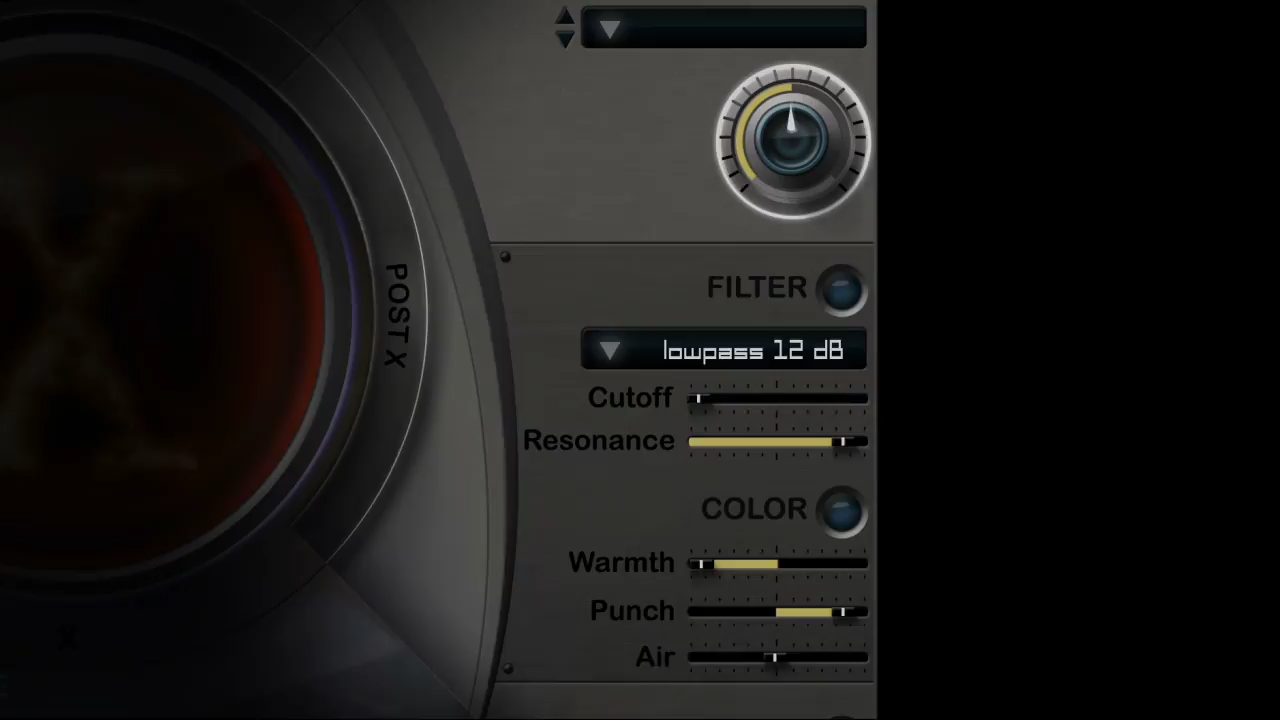 POST X
FILTER
lowpass 12 dB
Cutoff
Resonance
COLOR
Warmth
Punch
Air
X